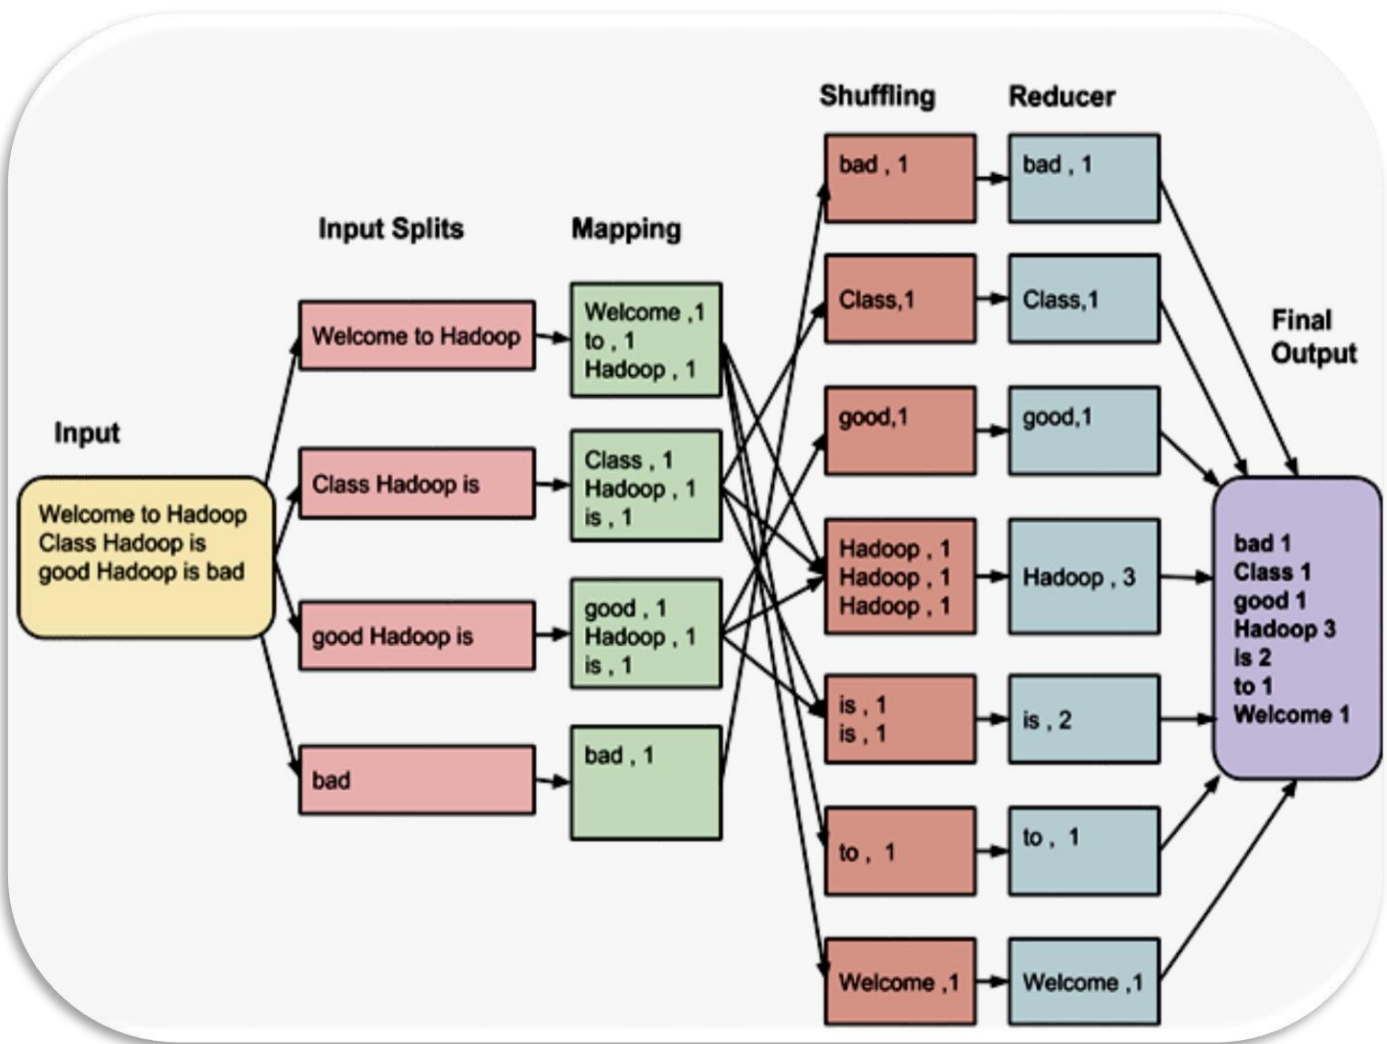 Input
Welcome to Hadoop
Class Hadoop is
good Hadoop is bad
Input Splits
Welcome to Hadoop
Class Hadoop is
good Hadoop is
bad
Mapping
Welcome ,1
to , 1
Hadoop , 1
Class , 1
Hadoop , 1
is , 1
good , 1
Hadoop , 1
is , 1
bad , 1
Shuffling
bad , 1
Class,1
good,1
Hadoop , 1
Hadoop , 1
Hadoop , 1
is , 1
is , 1
to , 1
Welcome ,1
Reducer
bad , 1
Class,1
good,1
Hadoop , 3
is , 2
to , 1
Welcome ,1
Final
Output
bad 1
Class 1
good 1
Hadoop 3
is 2
to 1
Welcome 1